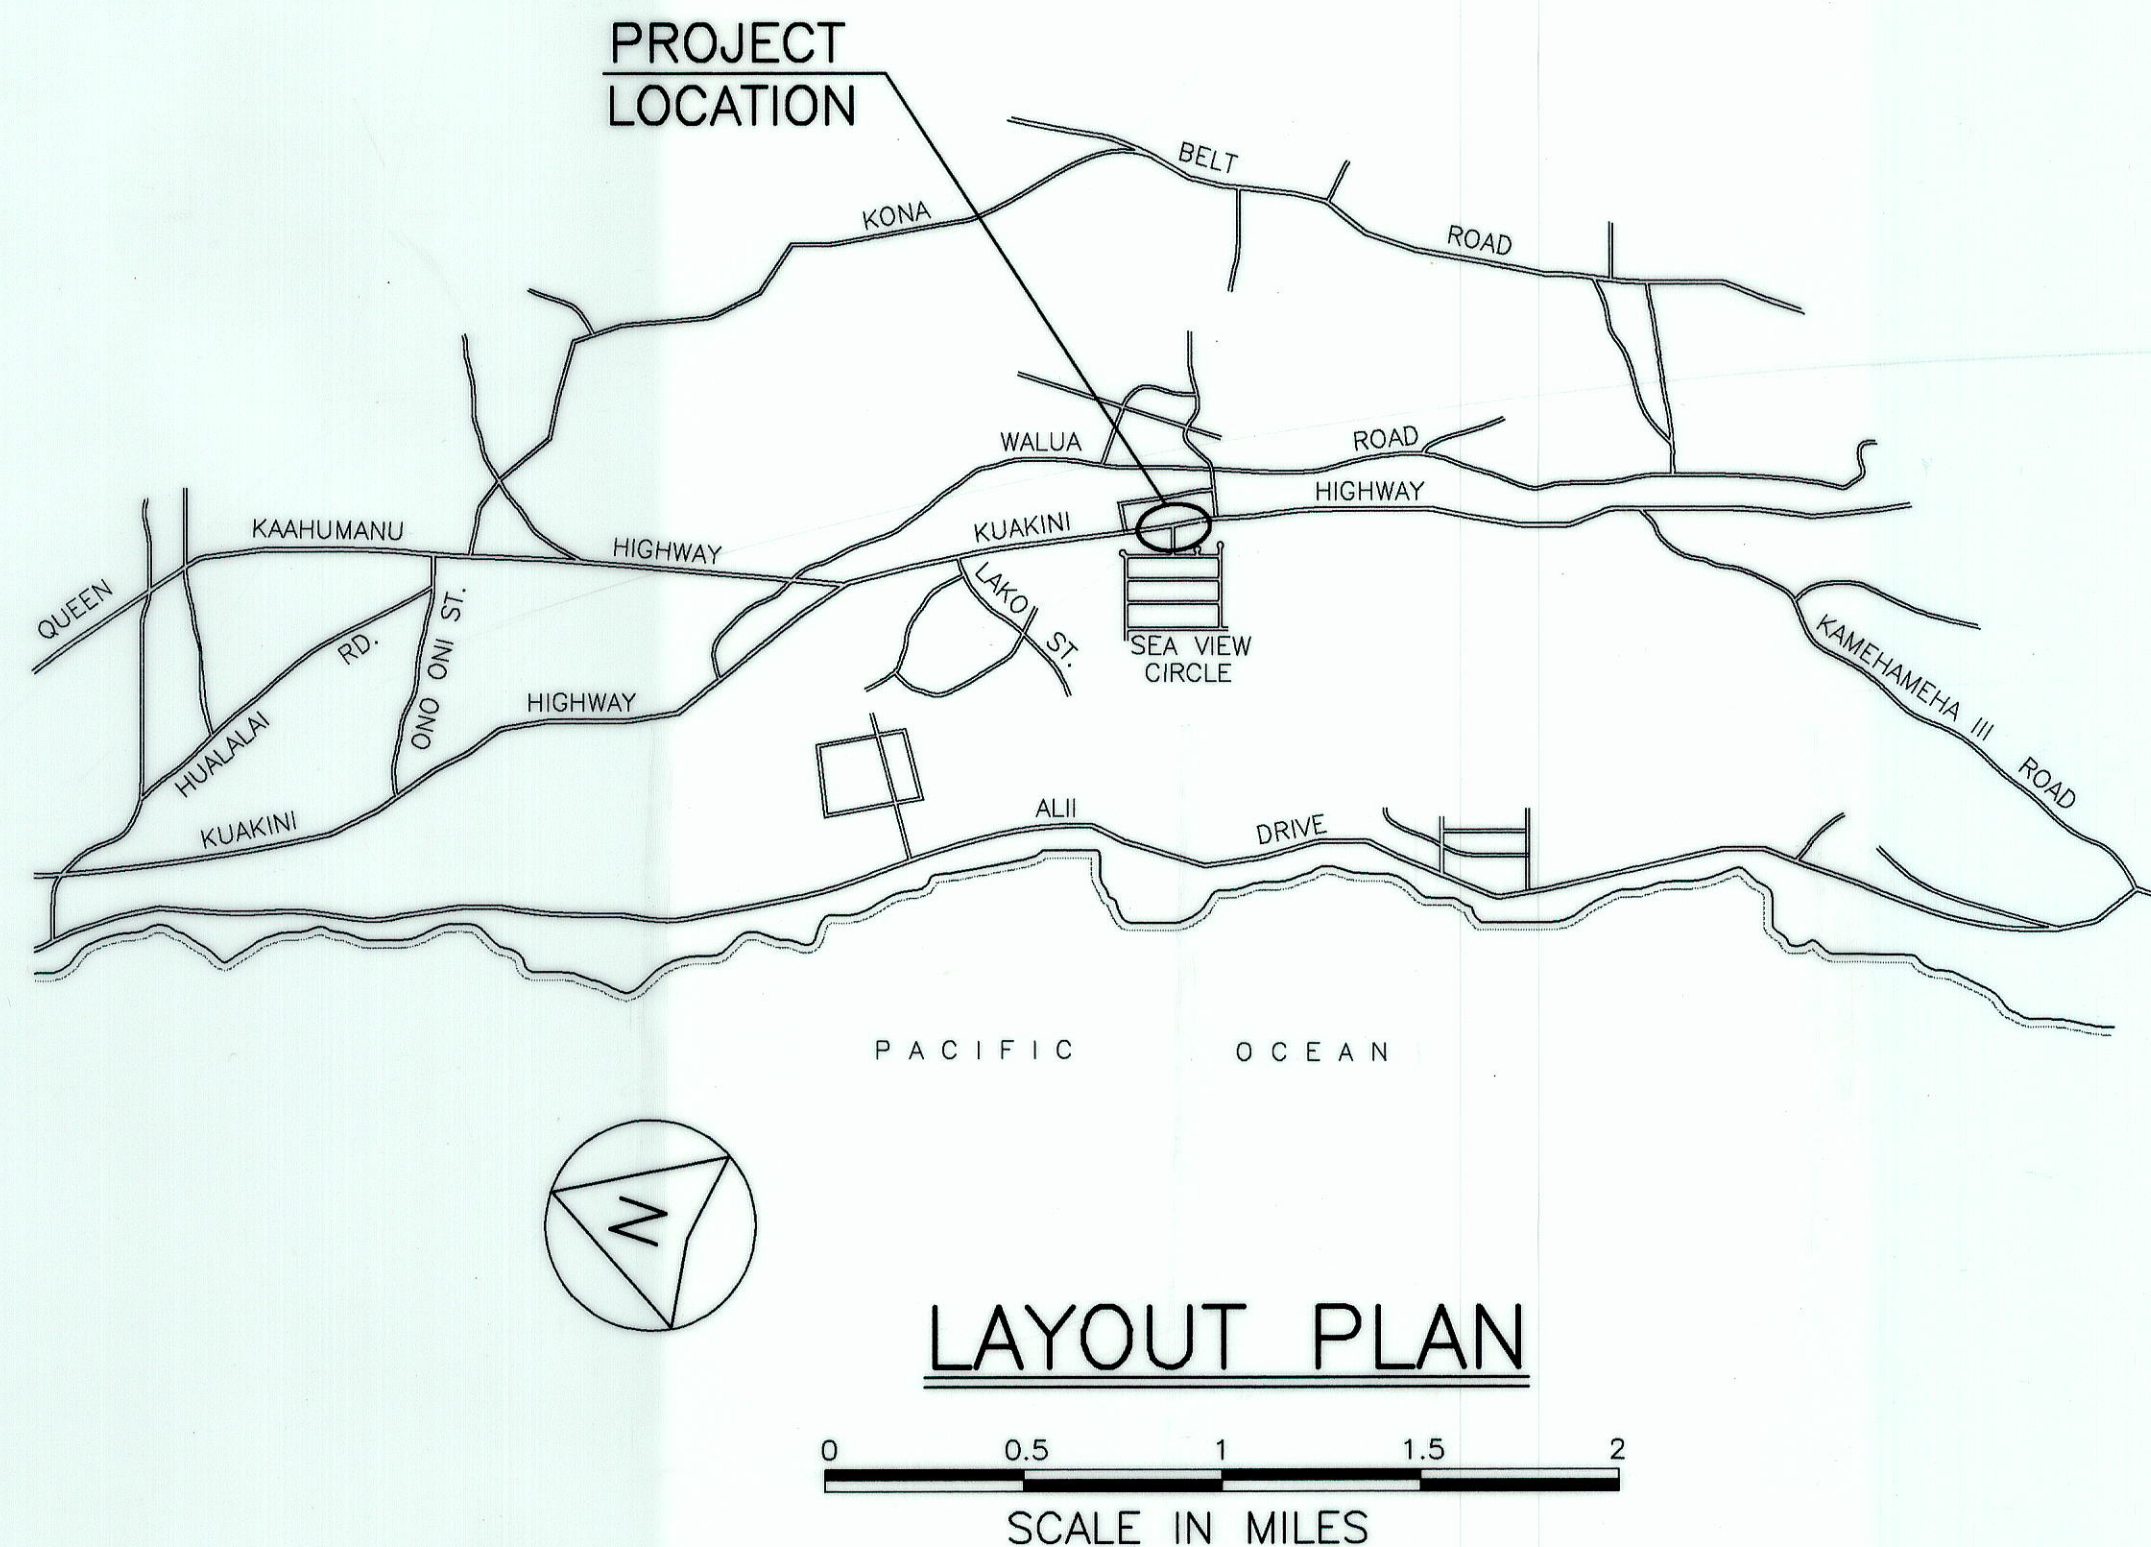 PROJECT
LOCATION
BELT
KONA
ROAD
WALUA
ROAD
HIGHWAY
KUAKINI
KAAHUMANU
HIGHWAY
QUEEN
LAKO
ST.
SEA VIEW
CIRCLE
RD.
ONO ONI ST.
HUALALAI
HIGHWAY
KUAKINI
KAMEHAMEHA III
ROAD
ALII
DRIVE
PACIFIC OCEAN
N
LAYOUT PLAN
0 0.5 1 1.5 2
SCALE IN MILES